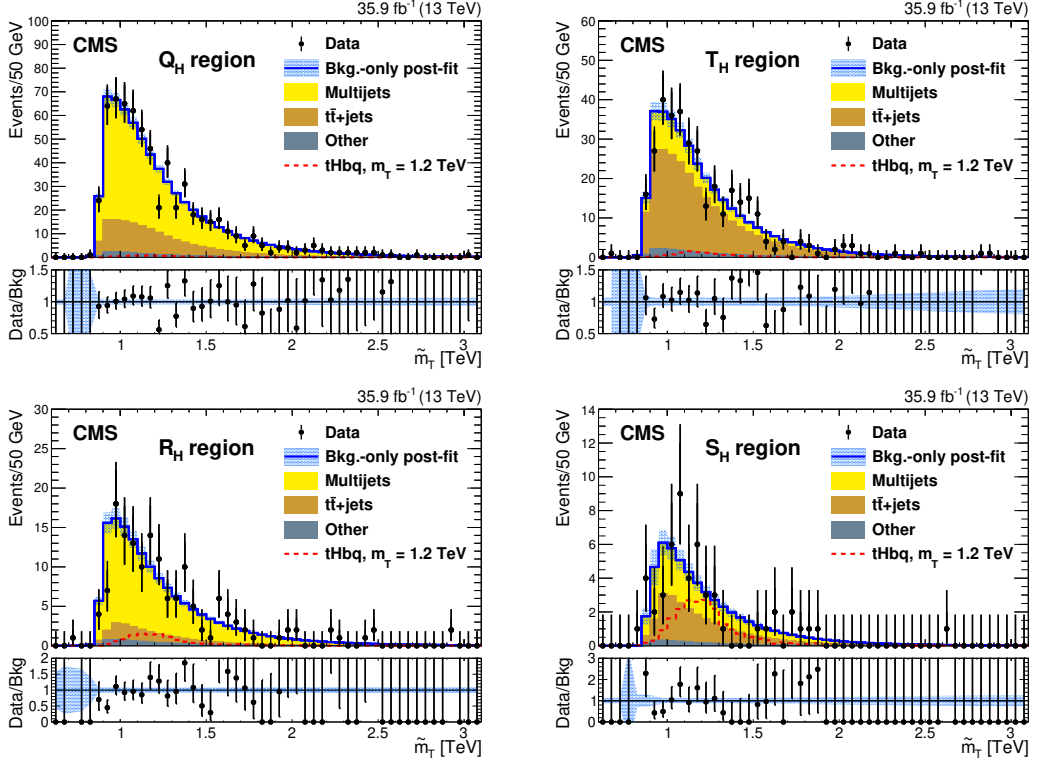 35.9 fb⁻¹ (13 TeV)
Events/50 GeV
100
90
80
70
60
50
40
30
20
10
0
CMS
Q_H region
Data
Bkg.-only post-fit
Multijets
tt̄+jets
Other
tHbq, m_T = 1.2 TeV
Data/Bkg
1.5
1
0.5
1 1.5 2 2.5 3
m̃_T [TeV]
35.9 fb⁻¹ (13 TeV)
Events/50 GeV
60
50
40
30
20
10
0
CMS
T_H region
Data
Bkg.-only post-fit
Multijets
tt̄+jets
Other
tHbq, m_T = 1.2 TeV
Data/Bkg
1.5
1
0.5
1 1.5 2 2.5 3
m̃_T [TeV]
35.9 fb⁻¹ (13 TeV)
Events/50 GeV
30
25
20
15
10
5
0
CMS
R_H region
Data
Bkg.-only post-fit
Multijets
tt̄+jets
Other
tHbq, m_T = 1.2 TeV
Data/Bkg
2
1.5
1
0.5
0
1 1.5 2 2.5 3
m̃_T [TeV]
35.9 fb⁻¹ (13 TeV)
Events/50 GeV
14
12
10
8
6
4
2
0
CMS
S_H region
Data
Bkg.-only post-fit
Multijets
tt̄+jets
Other
tHbq, m_T = 1.2 TeV
Data/Bkg
3
2
1
0
1 1.5 2 2.5 3
m̃_T [TeV]